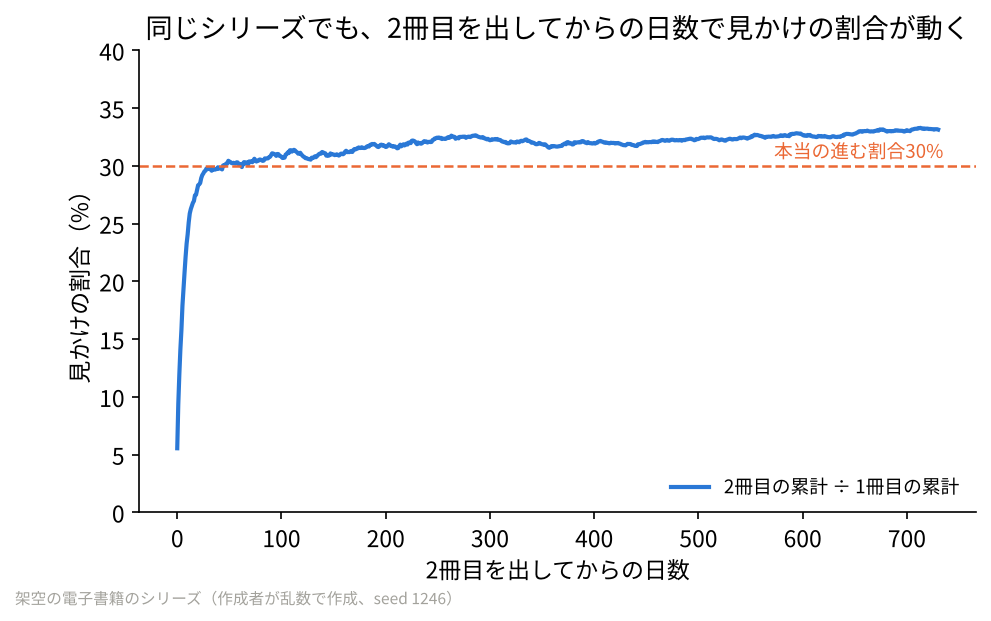 同じシリーズでも、2冊目を出してからの日数で見かけの割合が動く
見かけの割合（%）
40
35
30
25
20
15
10
5
0
本当の進む割合30%
2冊目の累計 ÷ 1冊目の累計
0 100 200 300 400 500 600 700
2冊目を出してからの日数
架空の電子書籍のシリーズ（作成者が乱数で作成、seed 1246）